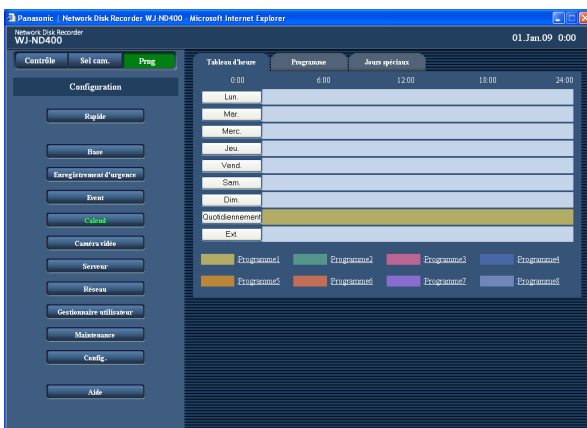 Panasonic | Network Disk Recorder WJ-ND400 - Microsoft Internet Explorer
Network Disk Recorder
WJ-ND400
01.Jan.09 0:00
Contrôle Sel cam. Prog
Configuration
Rapide
Base
Enregistrement d'urgence
Event
Calend
Caméra vidéo
Serveur
Réseau
Gestionnaire utilisateur
Maintenance
Config.
Aide
Tableau d'heure Programme Jours spéciaux
0:00 6:00 12:00 18:00 24:00
Lun.
Mar.
Merc.
Jeu.
Vend.
Sam.
Dim.
Quotidiennement
Ext.
Programme1 Programme2 Programme3 Programme4
Programme5 Programme6 Programme7 Programme8